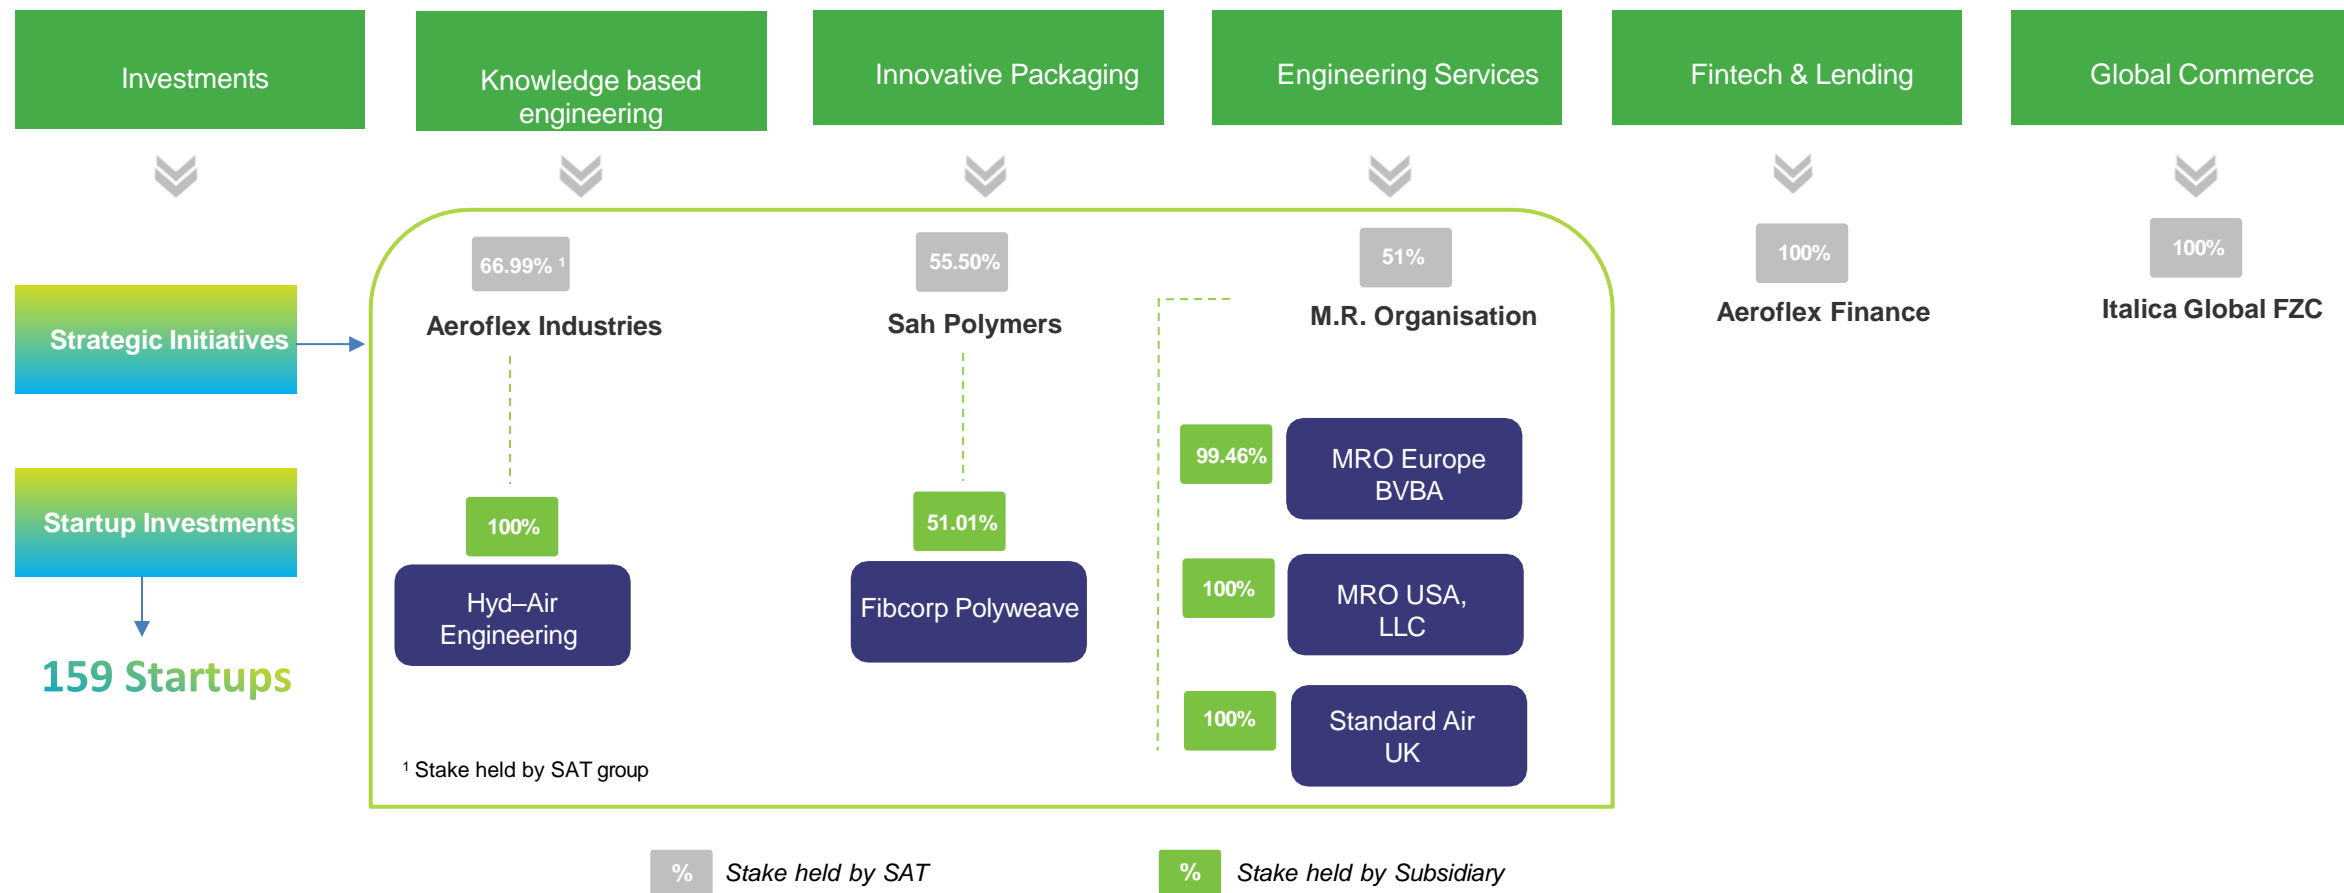 Investments
Knowledge based
engineering
Innovative Packaging
Engineering Services
Fintech & Lending
Global Commerce
66.99% ¹
55.50%
51%
100%
100%
Aeroflex Industries
Sah Polymers
M.R. Organisation
Aeroflex Finance
Italica Global FZC
Strategic Initiatives
Startup Investments
159 Startups
100%
Hyd–Air
Engineering
51.01%
Fibcorp Polyweave
99.46%
MRO Europe
BVBA
100%
MRO USA,
LLC
100%
Standard Air
UK
¹ Stake held by SAT group
% Stake held by SAT
% Stake held by Subsidiary